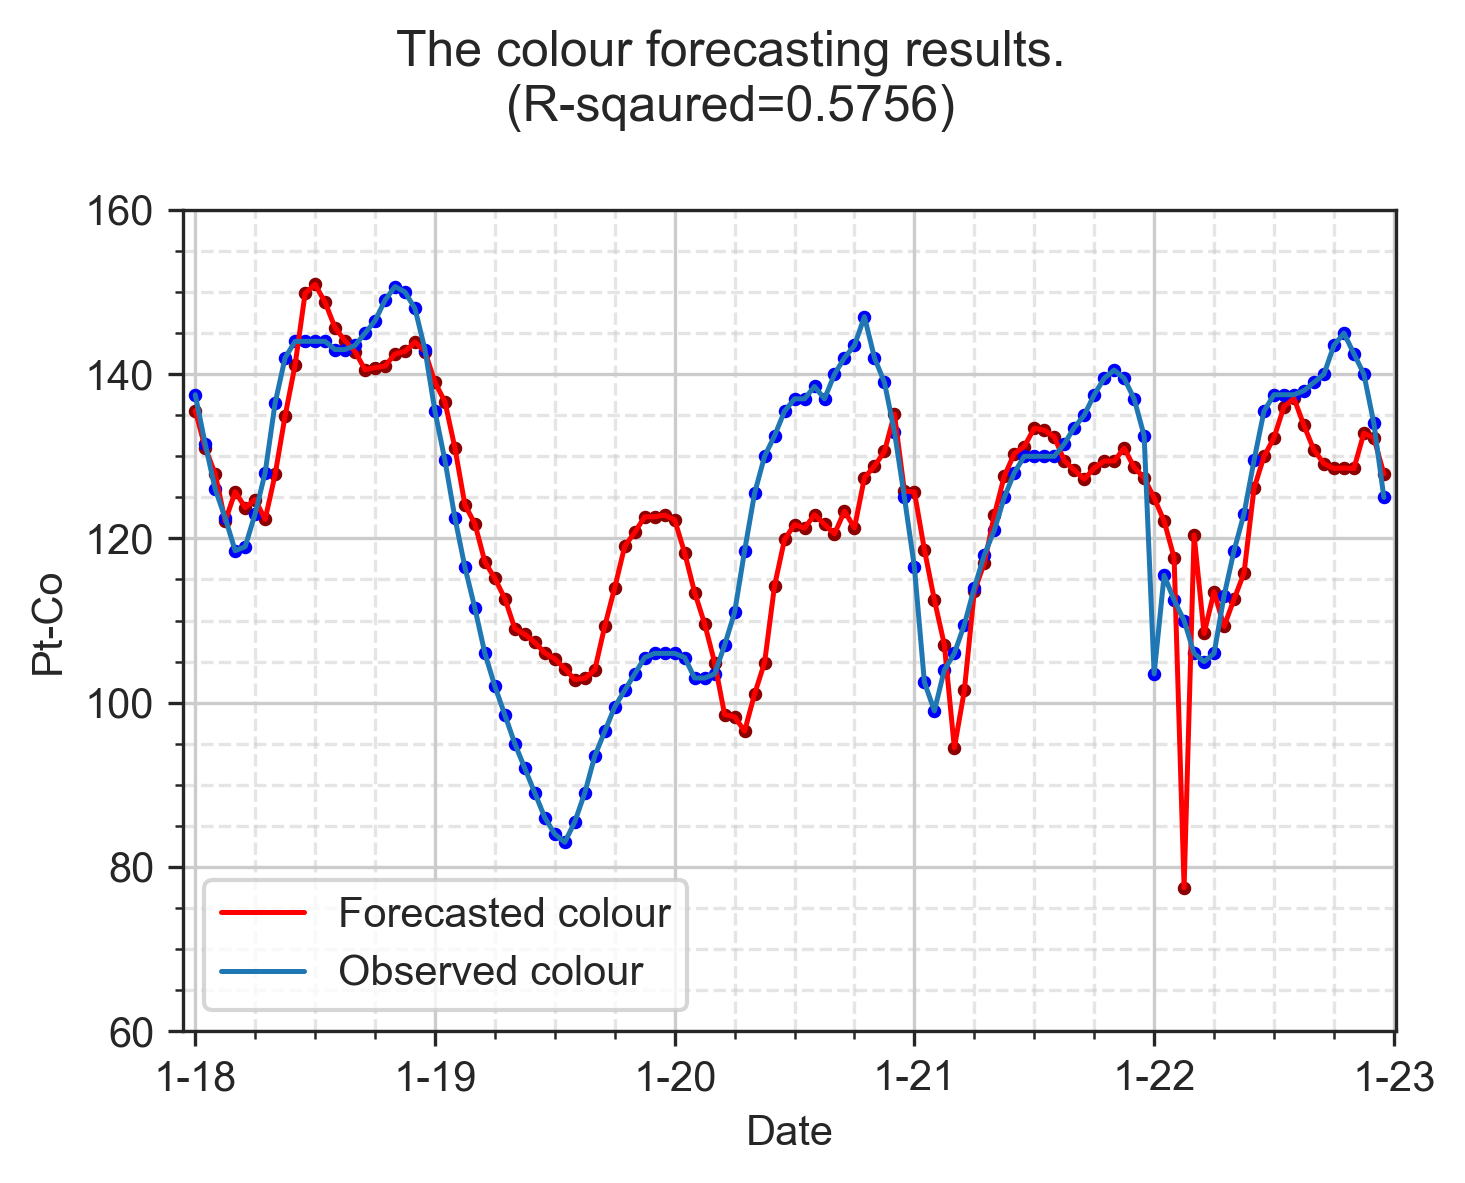 The colour forecasting results.
(R-sqaured=0.5756)
160
140
120
100
80
60
Pt-Co
Forecasted colour
Observed colour
1-18 1-19 1-20 1-21 1-22 1-23
Date